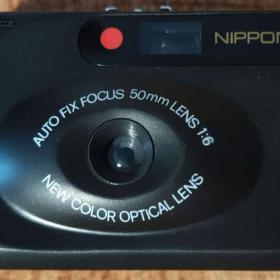 NIPPON
AUTO FIX FOCUS 50mm LENS 1:6
NEW COLOR OPTICAL LENS